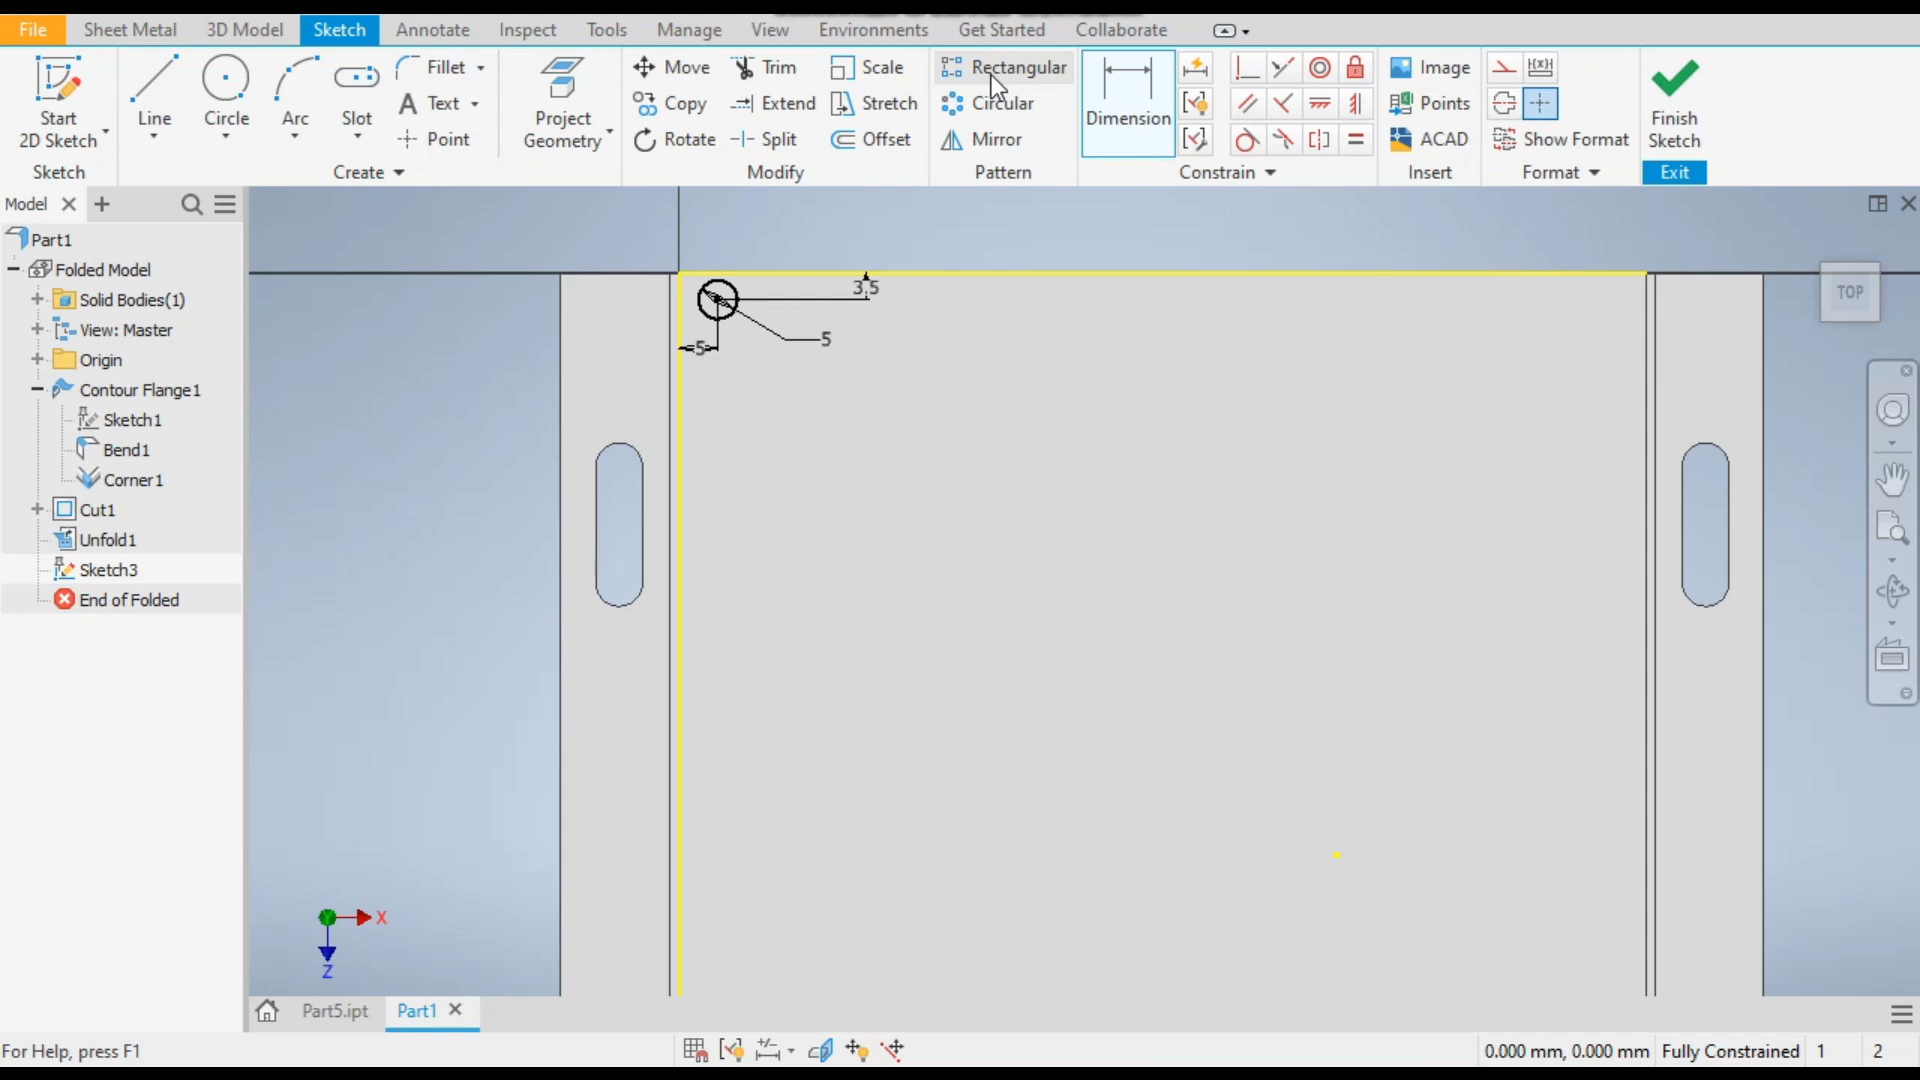 File Sheet Metal 3D Model Sketch Annotate Inspect Tools Manage View Environments Get Started Collaborate
Start
2D Sketch
Line
Circle
Arc
Slot
Fillet
Text
Point
Project
Geometry
Move
Copy
Rotate
Trim
Extend
Split
Scale
Stretch
Offset
Rectangular
Circular
Mirror
Dimension
Image
Points
ACAD
Show Format
Finish
Sketch
Sketch Create Modify Pattern Constrain Insert Format Exit
Model
Part1
Folded Model
Solid Bodies(1)
View: Master
Origin
Contour Flange1
Sketch1
Bend1
Corner1
Cut1
Unfold1
Sketch3
End of Folded
3.5
5
5
TOP
X
Z
Part5.ipt Part1
For Help, press F1
0.000 mm, 0.000 mm Fully Constrained 1 2